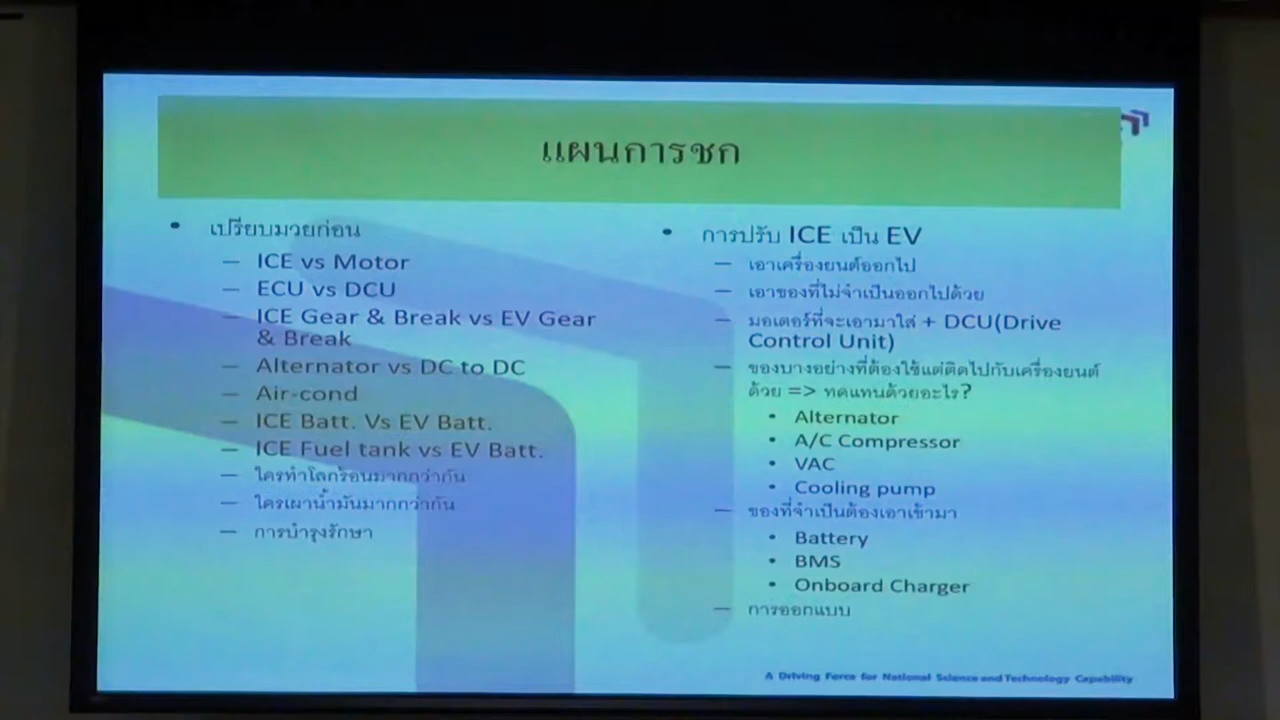 แผนการชก
• เปรียบมวยก่อน
– ICE vs Motor
– ECU vs DCU
– ICE Gear & Break vs EV Gear
& Break
– Alternator vs DC to DC
– Air-cond
– ICE Batt. Vs EV Batt.
– ICE Fuel tank vs EV Batt.
– ใครทำโลกร้อนมากกว่ากัน
– ใครเผาน้ำมันมากกว่ากัน
– การบำรุงรักษา
• การปรับ ICE เป็น EV
– เอาเครื่องยนต์ออกไป
– เอาของที่ไม่จำเป็นออกไปด้วย
– มอเตอร์ที่จะเอามาใส่ + DCU(Drive
Control Unit)
– ของบางอย่างที่ต้องใช้แต่ติดไปกับเครื่องยนต์
ด้วย => ทดแทนด้วยอะไร?
• Alternator
• A/C Compressor
• VAC
• Cooling pump
– ของที่จำเป็นต้องเอาเข้ามา
• Battery
• BMS
• Onboard Charger
– การออกแบบ
A Driving Force for National Science and Technology Capability